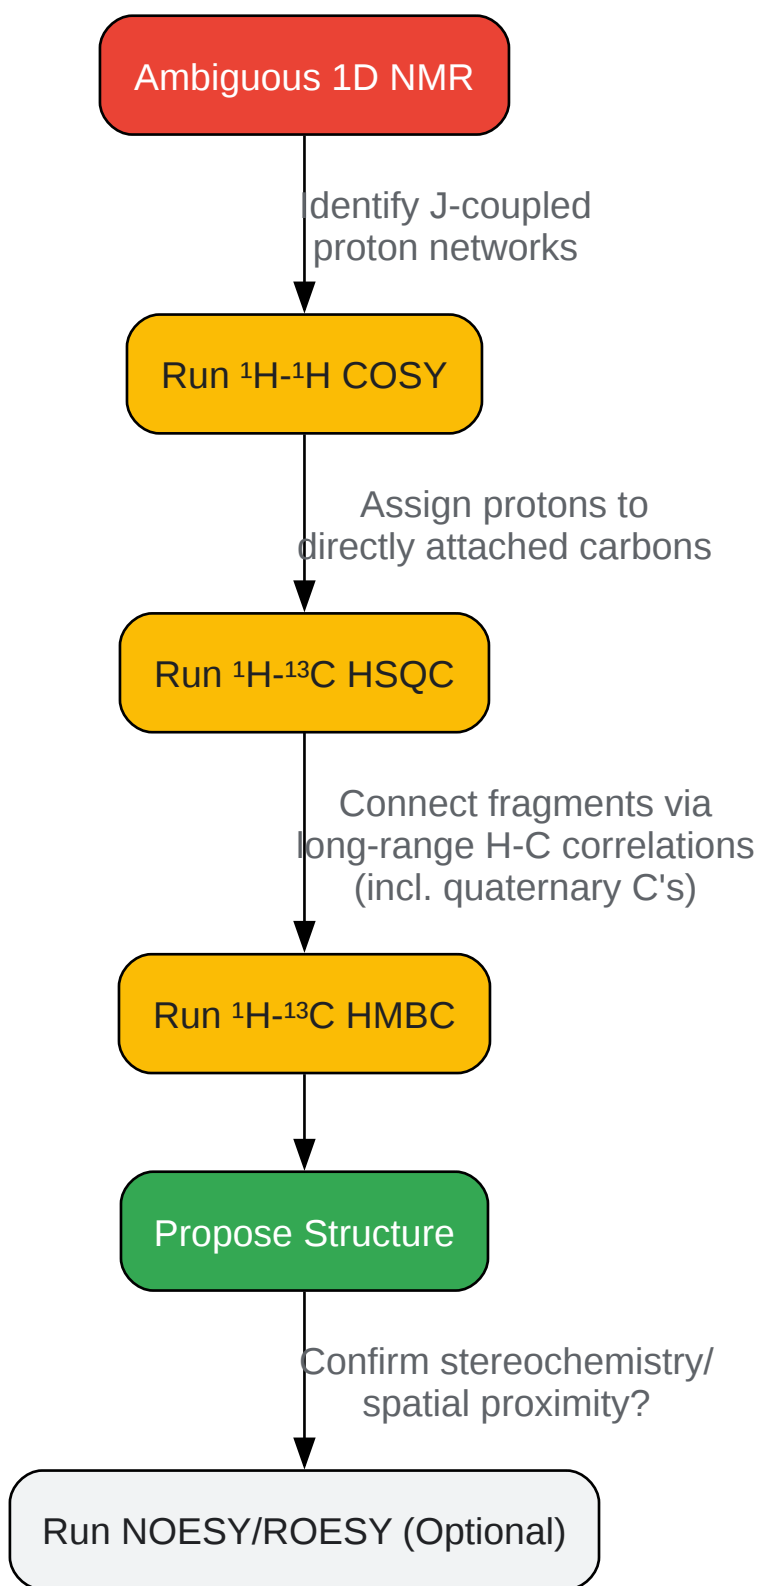 Ambiguous 1D NMR
Identify J-coupled
proton networks
Run ¹H-¹H COSY
Assign protons to
directly attached carbons
Run ¹H-¹³C HSQC
Connect fragments via
long-range H-C correlations
(incl. quaternary C's)
Run ¹H-¹³C HMBC
Propose Structure
Confirm stereochemistry/
spatial proximity?
Run NOESY/ROESY (Optional)